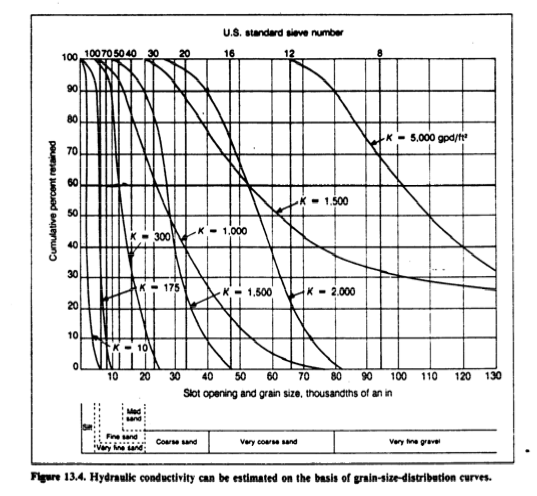 U.S. standard sieve number
100 70 50 40 30 20 16 12 8
100
90
80
70
60
50
40
30
20
10
0
Cumulative percent retained
K = 5,000 gpd/ft²
K = 1,500
K = 300
K = 1,000
K = 175
K = 1,500
K = 2,000
K = 10
10 20 30 40 50 60 70 80 90 100 110 120 130
Slot opening and grain size, thousandths of an in
Silt
Med
sand
Fine sand
Very fine sand
Coarse sand
Very coarse sand
Very fine gravel
Figure 13.4. Hydraulic conductivity can be estimated on the basis of grain-size-distribution curves.